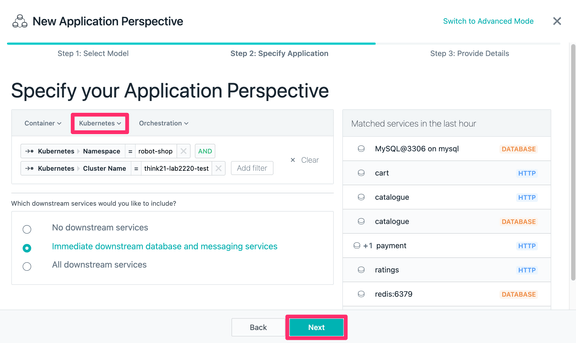 New Application Perspective
Switch to Advanced Mode
Step 1: Select Model
Step 2: Specify Application
Step 3: Provide Details
Specify your Application Perspective
Container
Kubernetes
Orchestration
Kubernetes Namespace = robot-shop AND
Kubernetes Cluster Name = think21-lab2220-test Add filter
Clear
Which downstream services would you like to include?
No downstream services
Immediate downstream database and messaging services
All downstream services
Matched services in the last hour
MySQL@3306 on mysql DATABASE
cart HTTP
catalogue HTTP
catalogue DATABASE
+1 payment HTTP
ratings HTTP
redis:6379 DATABASE
Back
Next